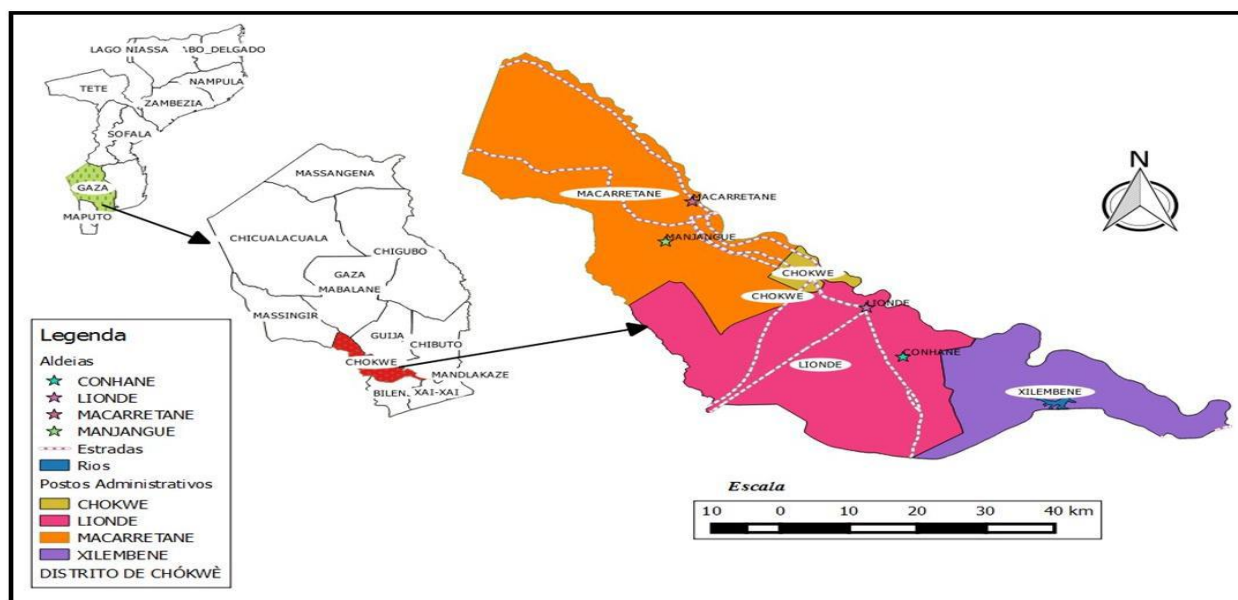 LAGO NIASSA
ABO_DELGADO
NAMPULA
TETE
ZAMBEZIA
SOFALA
GAZA
MAPUTO
MASSANGENA
CHICUALACUALA
CHIGUBO
GAZA
MABALANE
MASSINGIR
GUIJA
CHIBUTO
CHOKWE
MANDLAKAZE
BILEN
XAI-XAI
MACARRETANE
MACARRETANE
MANJANGUE
CHOKWE
CHOKWE
LIONDE
CONHANE
LIONDE
XILEMBENE
N
Legenda
Aldeias
CONHANE
LIONDE
MACARRETANE
MANJANGUE
Estradas
Rios
Postos Administrativos
CHOKWE
LIONDE
MACARRETANE
XILEMBENE
DISTRITO DE CHÓKWÈ
Escala
10 0 10 20 30 40 km